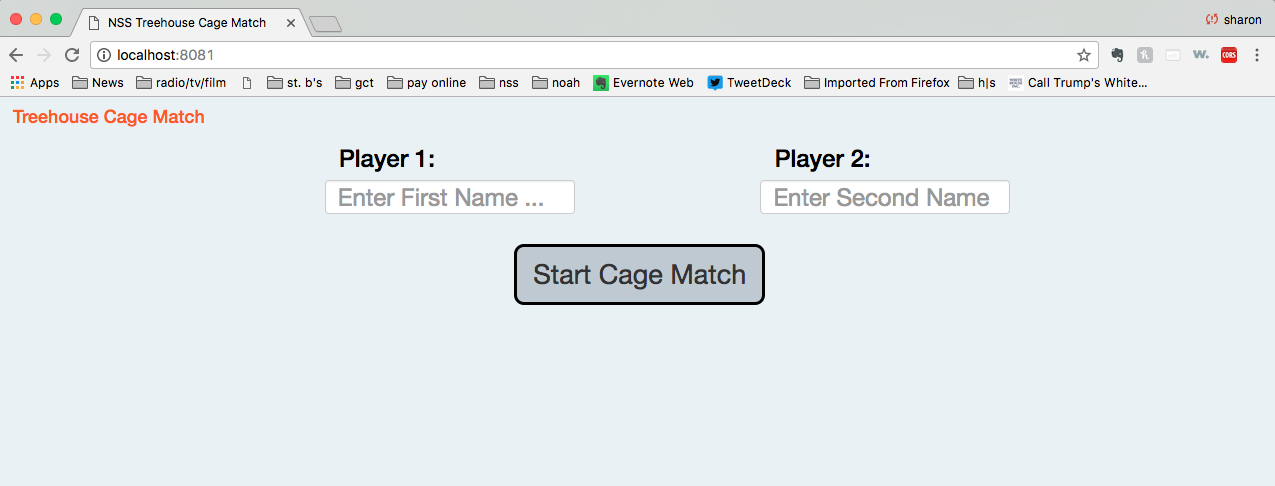 NSS Treehouse Cage Match
sharon
localhost:8081
w.
CORS
Apps News radio/tv/film st. b's gct pay online nss noah Evernote Web TweetDeck Imported From Firefox h|s Call Trump's White...
Treehouse Cage Match
Player 1: Player 2:
Enter First Name ... Enter Second Name
Start Cage Match